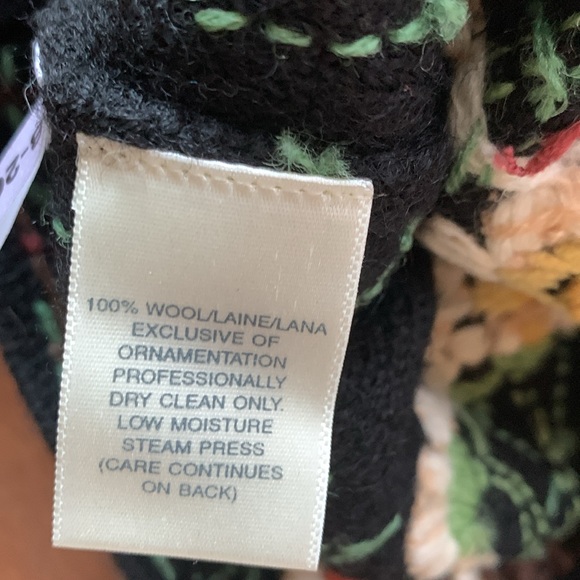 100% WOOL/LAINE/LANA
EXCLUSIVE OF
ORNAMENTATION
PROFESSIONALLY
DRY CLEAN ONLY.
LOW MOISTURE
STEAM PRESS
(CARE CONTINUES
ON BACK)